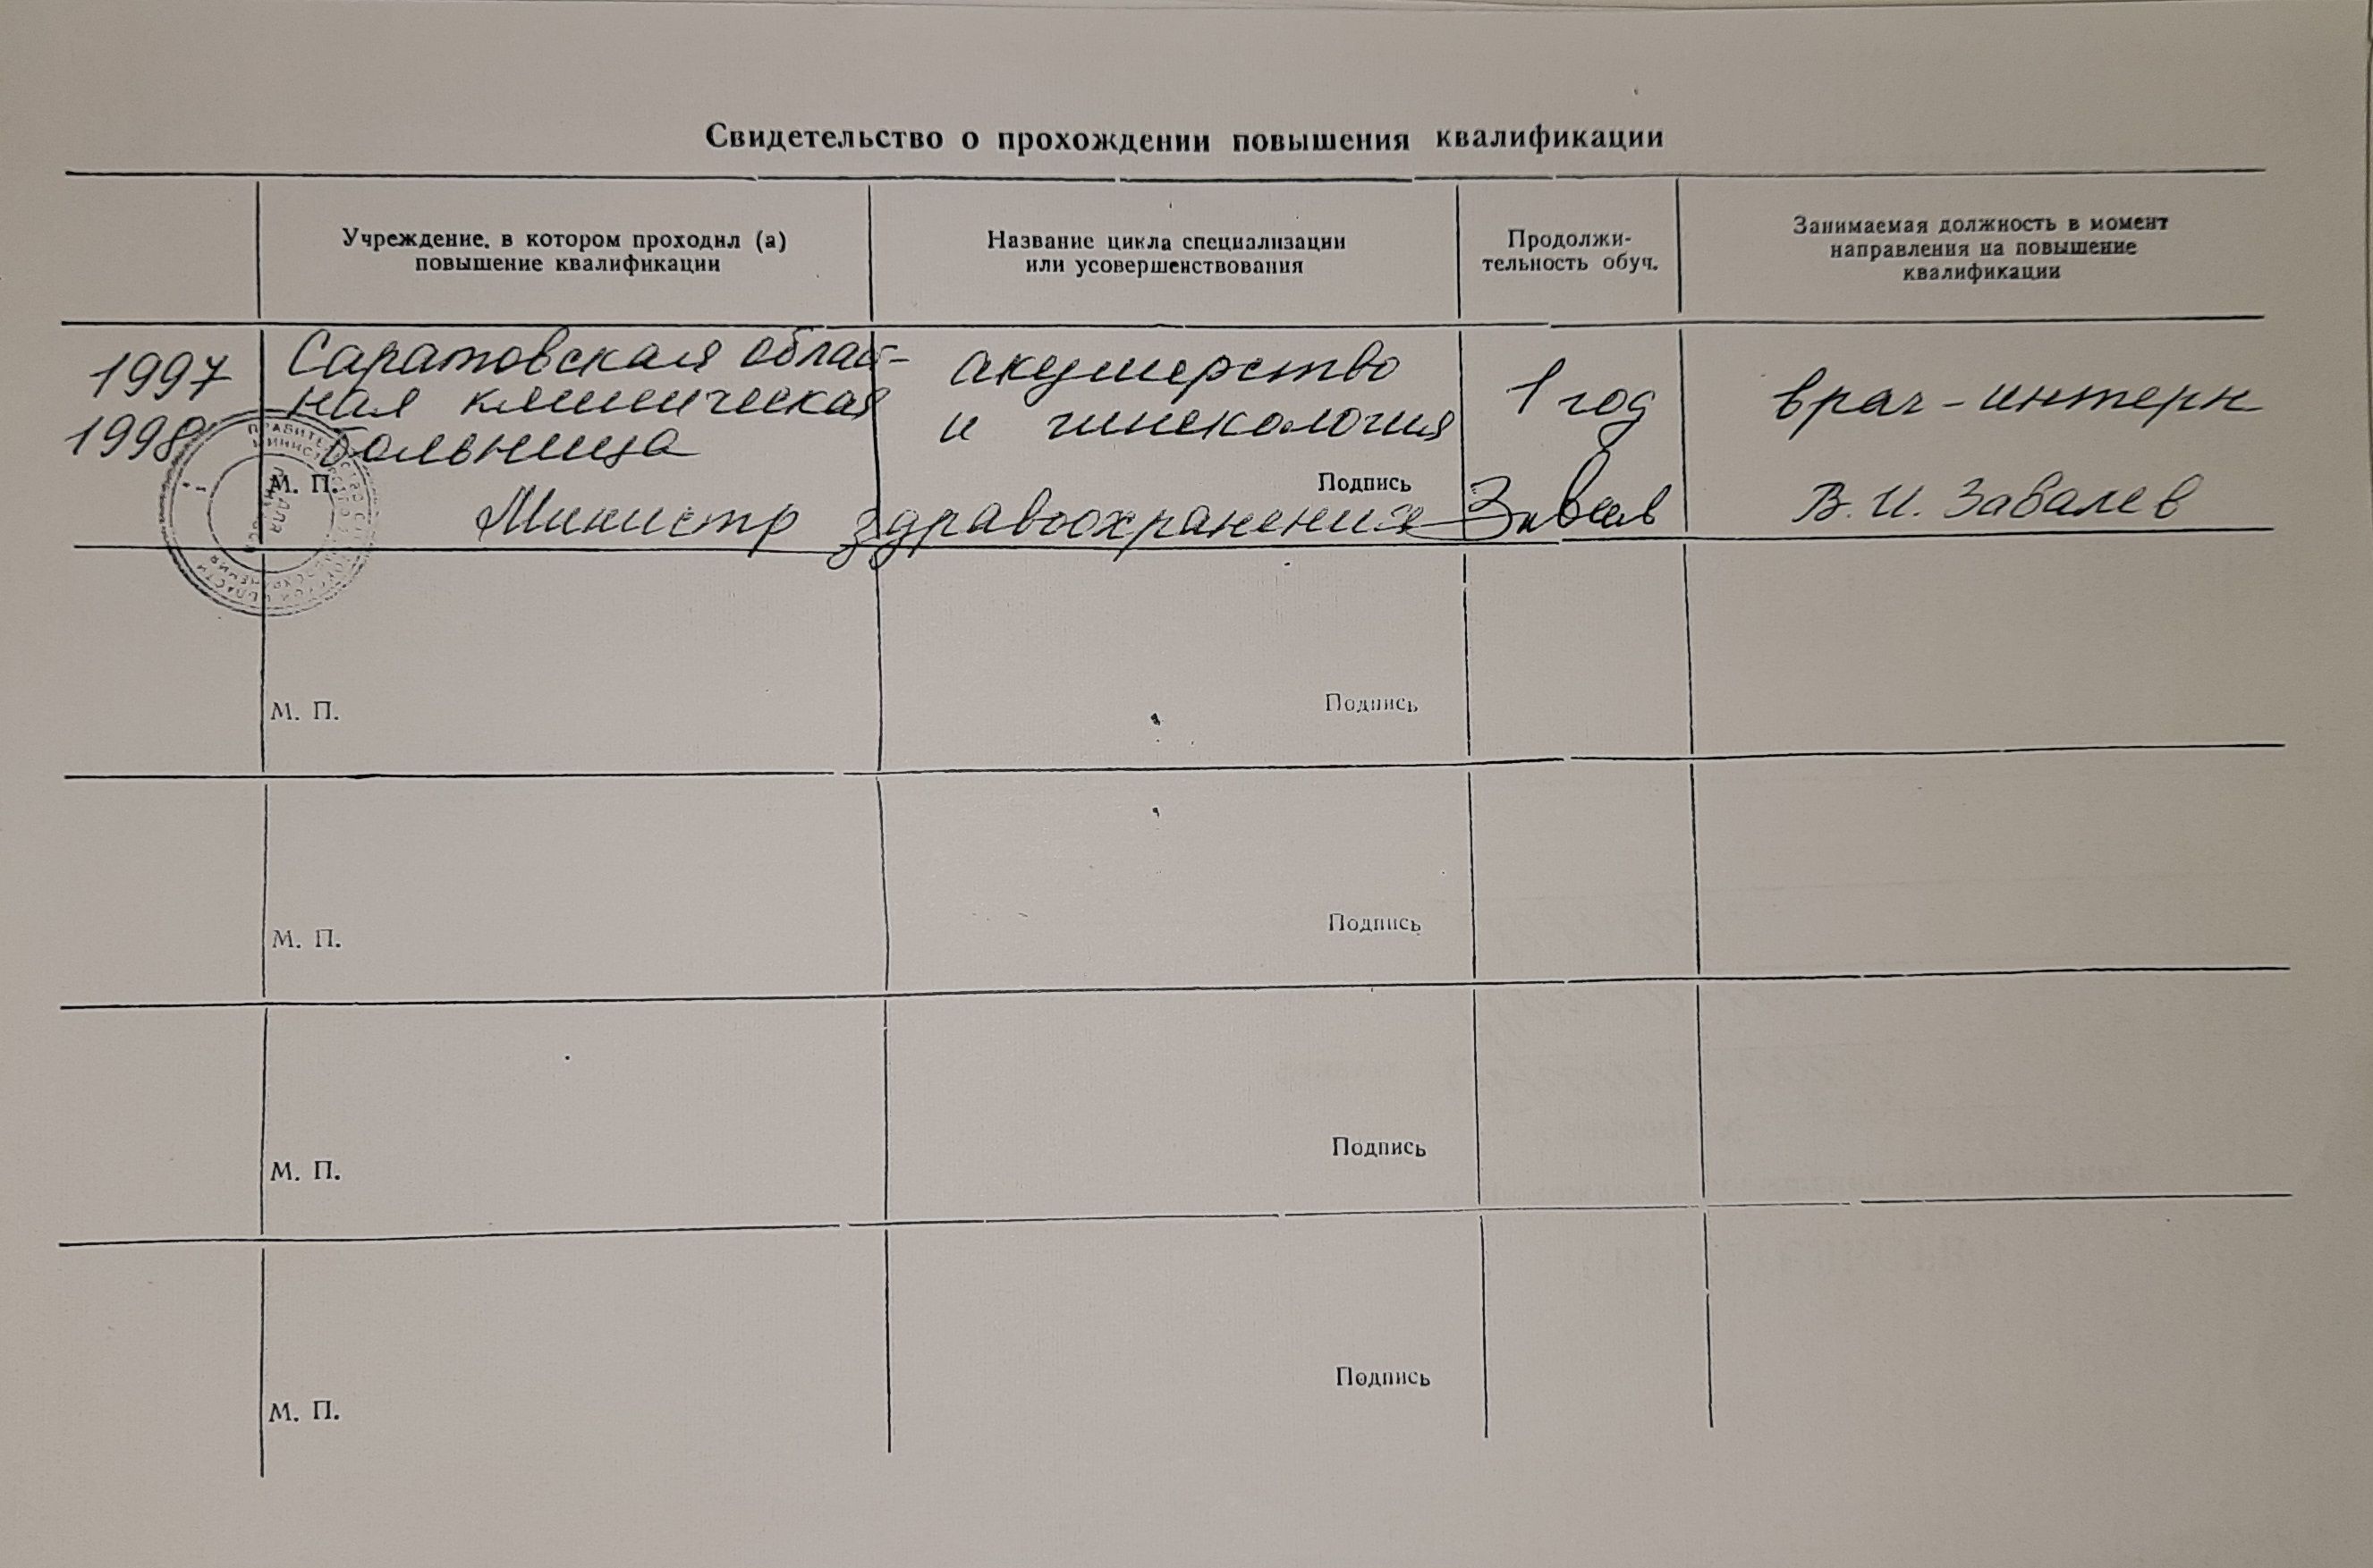 Свидетельство о прохождении повышения квалификации
Учреждение, в котором проходил (а)
повышение квалификации
Название цикла специализации
или усовершенствования
Продолжи-
тельность обуч.
Занимаемая должность в момент
направления на повышение
квалификации
1997
1998
Саратовская облас-
ная клиническая
больница
акушерство
и гинекология
1 год
врач-интерн
М. П.
Подпись
Министр здравоохранения
В. И. Завалев
М. П.
Подпись
М. П.
Подпись
М. П.
Подпись
М. П.
Подпись